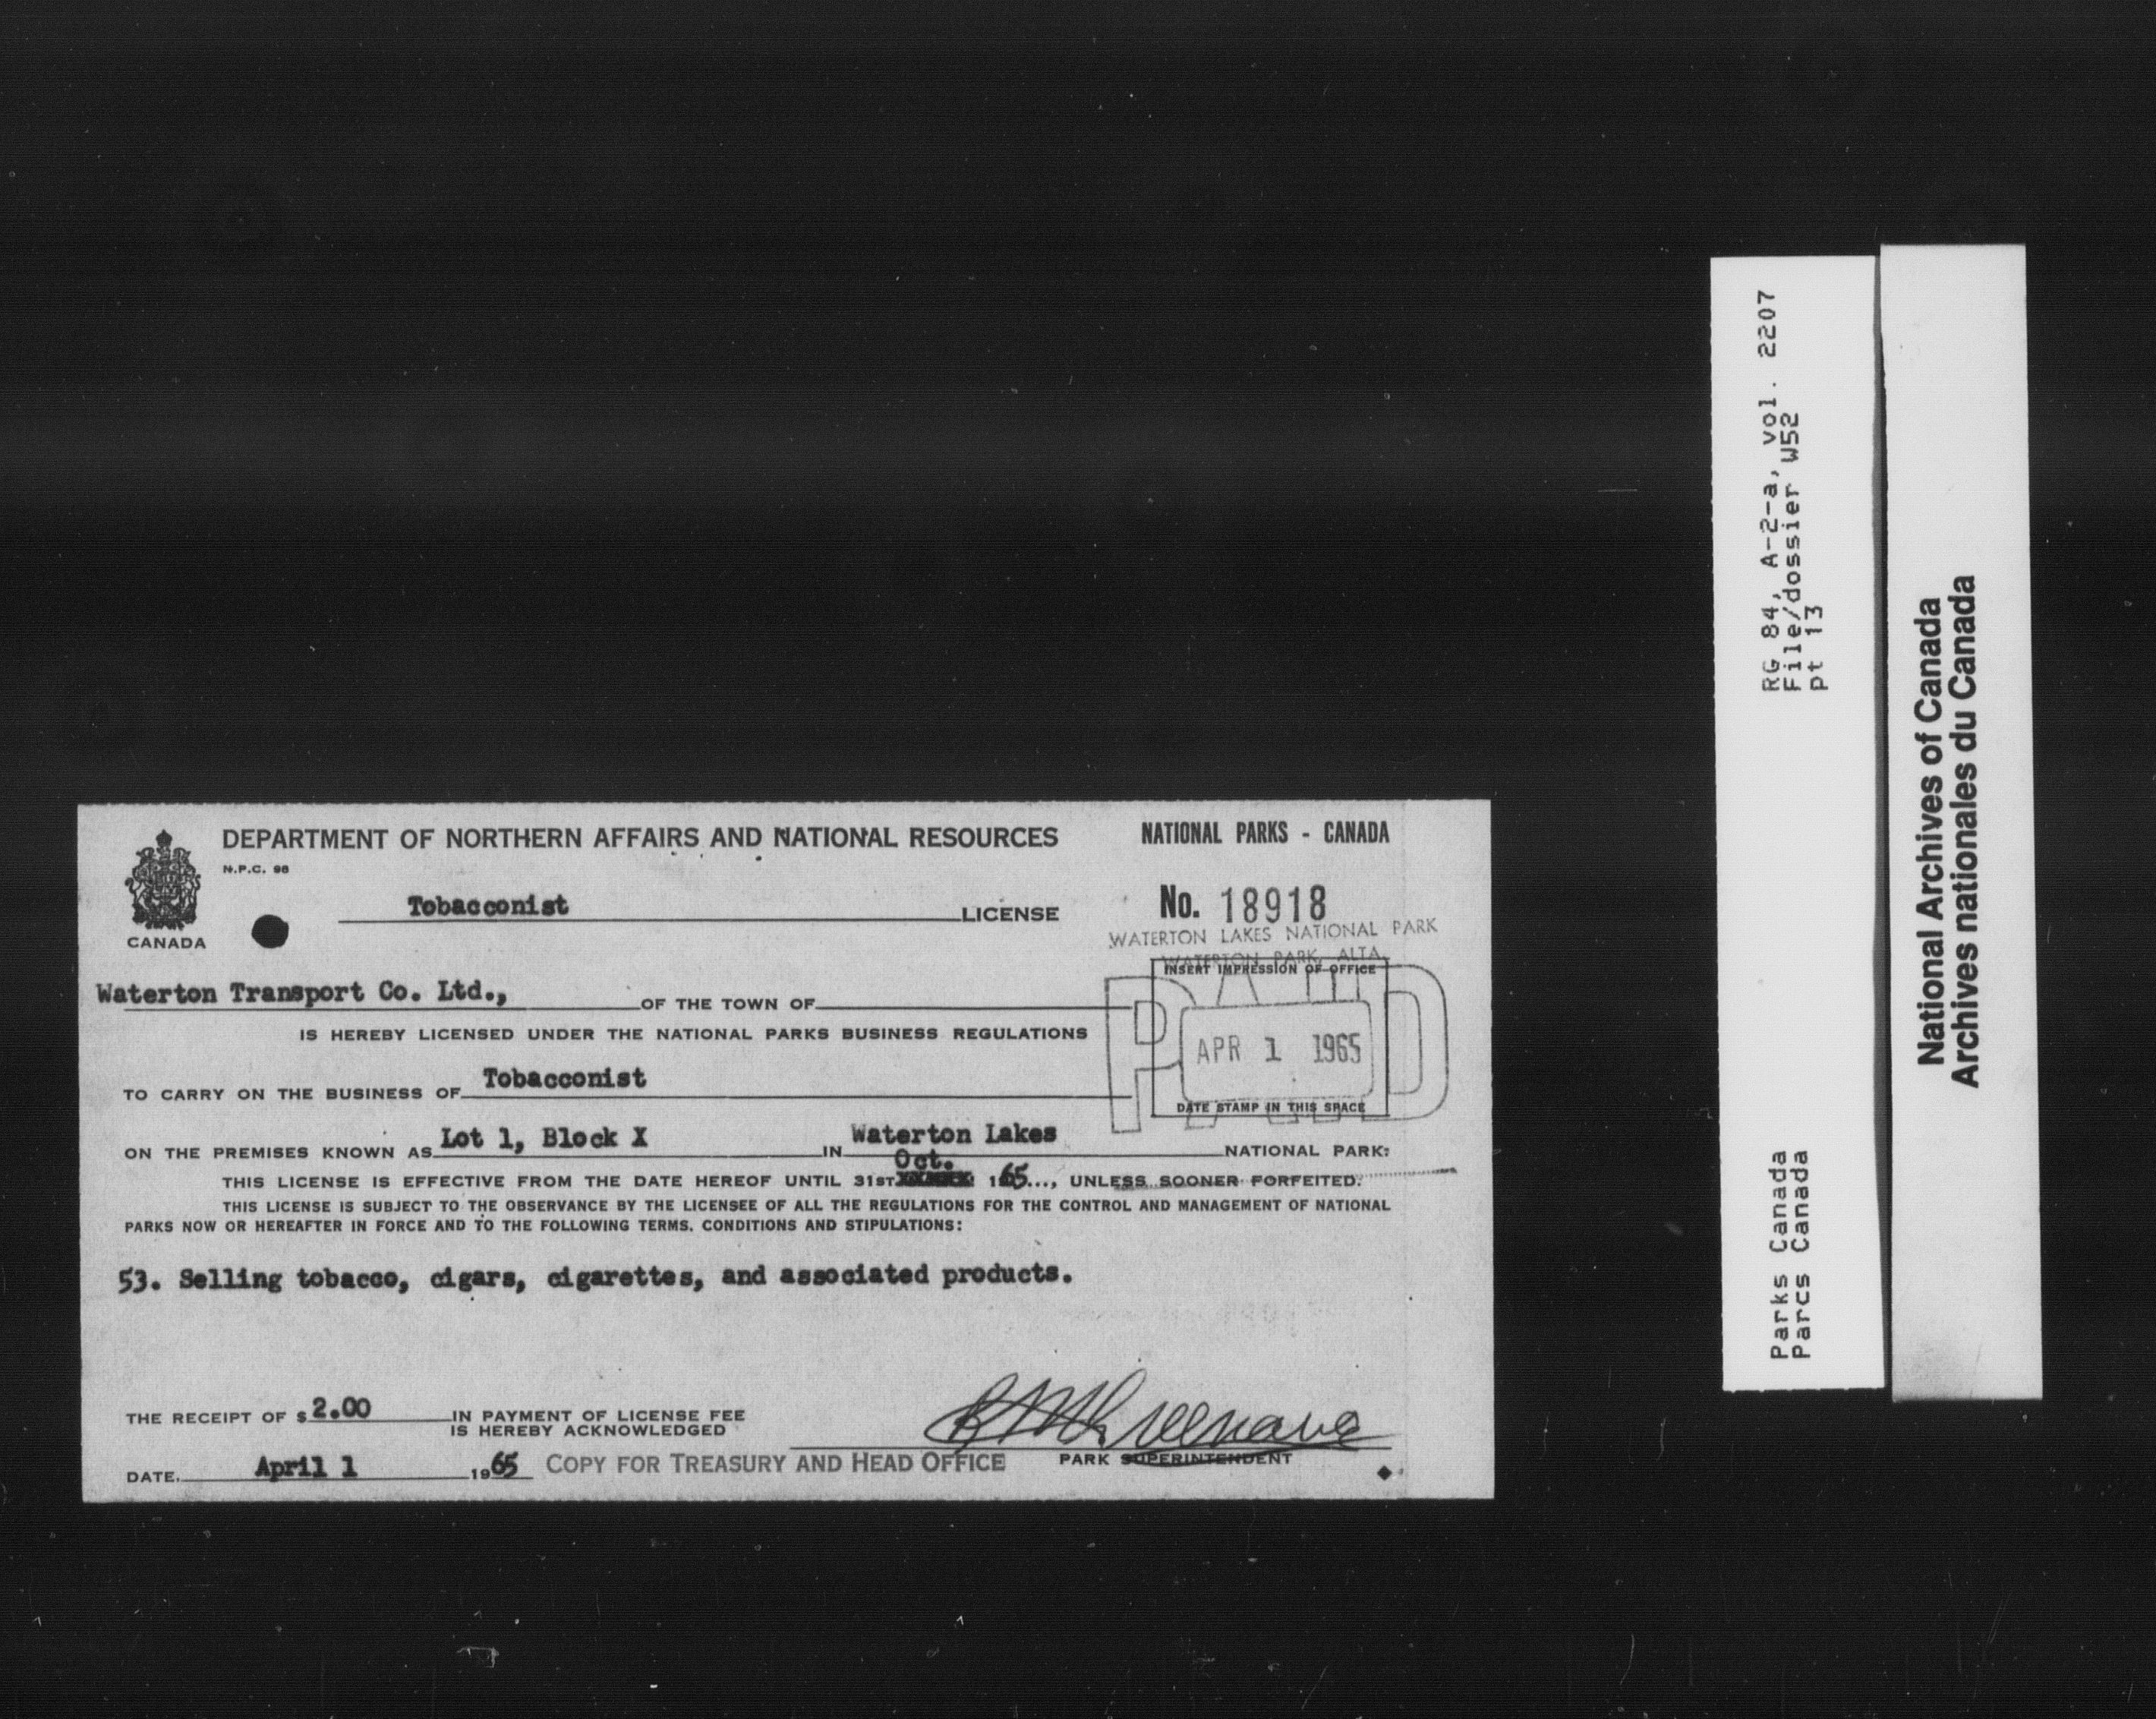 DEPARTMENT OF NORTHERN AFFAIRS AND NATIONAL RESOURCES
NATIONAL PARKS - CANADA
N.P.C. 98
CANADA
Tobacconist LICENSE
No. 18918
WATERTON LAKES NATIONAL PARK
WATERTON PARK, ALTA.
INSERT IMPRESSION OF OFFICE
PAID
APR 1 1965
DATE STAMP IN THIS SPACE
Waterton Transport Co. Ltd., OF THE TOWN OF
IS HEREBY LICENSED UNDER THE NATIONAL PARKS BUSINESS REGULATIONS
TO CARRY ON THE BUSINESS OF Tobacconist
ON THE PREMISES KNOWN AS Lot 1, Block X IN Waterton Lakes NATIONAL PARK:
Oct.
THIS LICENSE IS EFFECTIVE FROM THE DATE HEREOF UNTIL 31ST 1965..., UNLESS SOONER FORFEITED.
THIS LICENSE IS SUBJECT TO THE OBSERVANCE BY THE LICENSEE OF ALL THE REGULATIONS FOR THE CONTROL AND MANAGEMENT OF NATIONAL
PARKS NOW OR HEREAFTER IN FORCE AND TO THE FOLLOWING TERMS. CONDITIONS AND STIPULATIONS:
53. Selling tobacco, cigars, cigarettes, and associated products.
THE RECEIPT OF $ 2.00 IN PAYMENT OF LICENSE FEE
IS HEREBY ACKNOWLEDGED
DATE. April 1 1965 COPY FOR TREASURY AND HEAD OFFICE
PARK SUPERINTENDENT
RG 84, A-2-a, vol. 2207
File/dossier W52
pt 13
Parks Canada
Parcs Canada
National Archives of Canada
Archives nationales du Canada